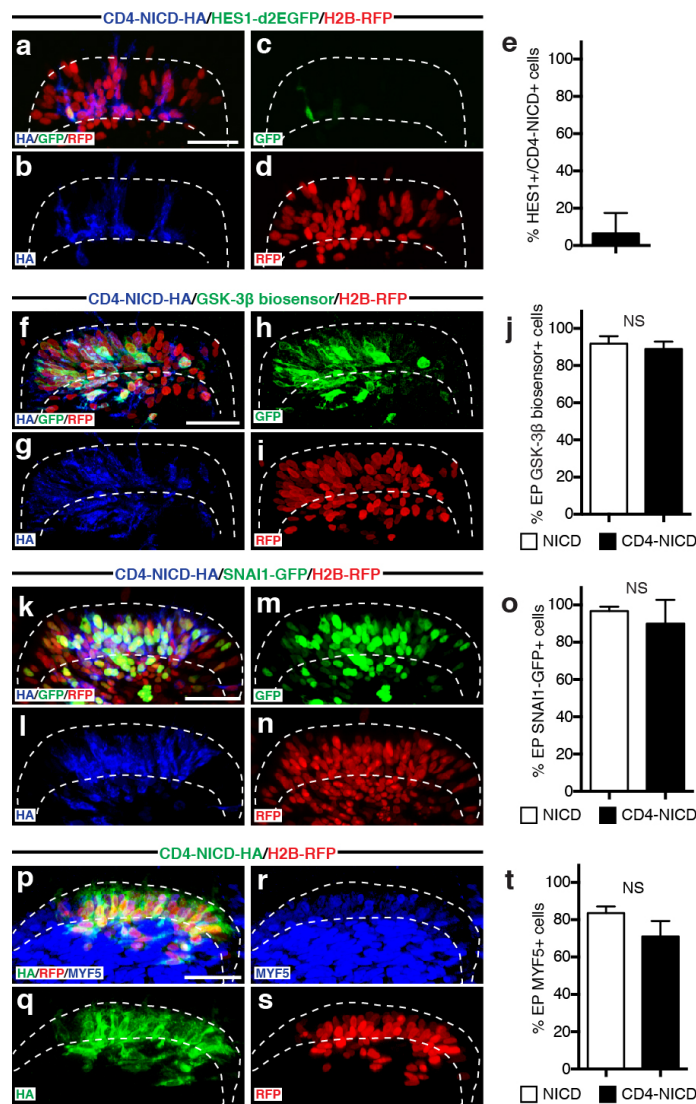 CD4-NICD-HA/HES1-d2EGFP/H2B-RFP
a
HA/GFP/RFP
c
GFP
b
HA
d
RFP
e
% HES1+/CD4-NICD+ cells
100
80
60
40
20
0
CD4-NICD-HA/GSK-3β biosensor/H2B-RFP
f
HA/GFP/RFP
h
GFP
g
HA
i
RFP
j
% EP GSK-3β biosensor+ cells
NS
100
80
60
40
20
0
NICD CD4-NICD
CD4-NICD-HA/SNAI1-GFP/H2B-RFP
k
HA/GFP/RFP
m
GFP
l
HA
n
RFP
o
% EP SNAI1-GFP+ cells
NS
100
80
60
40
20
0
NICD CD4-NICD
CD4-NICD-HA/H2B-RFP
p
HA/RFP/MYF5
r
MYF5
q
HA
s
RFP
t
% EP MYF5+ cells
NS
100
80
60
40
20
0
NICD CD4-NICD